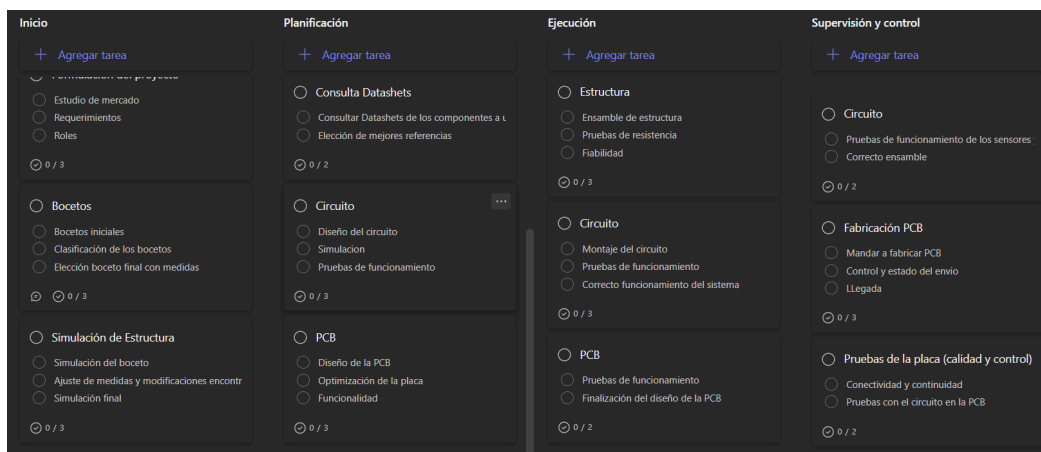 Inicio
Agregar tarea
Formulación del proyecto
Estudio de mercado
Requerimientos
Roles
0 / 3
Bocetos
Bocetos iniciales
Clasificación de los bocetos
Elección boceto final con medidas
0 / 3
Simulación de Estructura
Simulación del boceto
Ajuste de medidas y modificaciones encontr
Simulación final
0 / 3
Planificación
Agregar tarea
Consulta Datashets
Consultar Datashets de los componentes a u
Elección de mejores referencias
0 / 2
Circuito
Diseño del circuito
Simulacion
Pruebas de funcionamiento
0 / 3
PCB
Diseño de la PCB
Optimización de la placa
Funcionalidad
0 / 3
Ejecución
Agregar tarea
Estructura
Ensamble de estructura
Pruebas de resistencia
Fiabilidad
0 / 3
Circuito
Montaje del circuito
Pruebas de funcionamiento
Correcto funcionamiento del sistema
0 / 3
PCB
Pruebas de funcionamiento
Finalización del diseño de la PCB
0 / 2
Supervisión y control
Agregar tarea
Circuito
Pruebas de funcionamiento de los sensores
Correcto ensamble
0 / 2
Fabricación PCB
Mandar a fabricar PCB
Control y estado del envio
LLegada
0 / 3
Pruebas de la placa (calidad y control)
Conectividad y continuidad
Pruebas con el circuito en la PCB
0 / 2